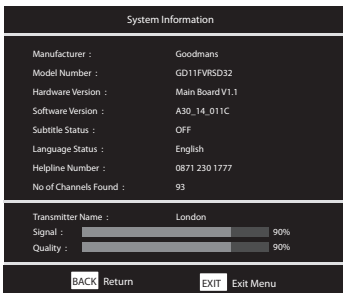 System Information
Manufacturer : Goodmans
Model Number : GD11FVRSD32
Hardware Version : Main Board V1.1
Software Version : A30_14_011C
Subtitle Status : OFF
Language Status : English
Helpline Number : 0871 230 1777
No of Channels Found : 93
Transmitter Name : London
Signal : 90%
Quality : 90%
BACK Return EXIT Exit Menu